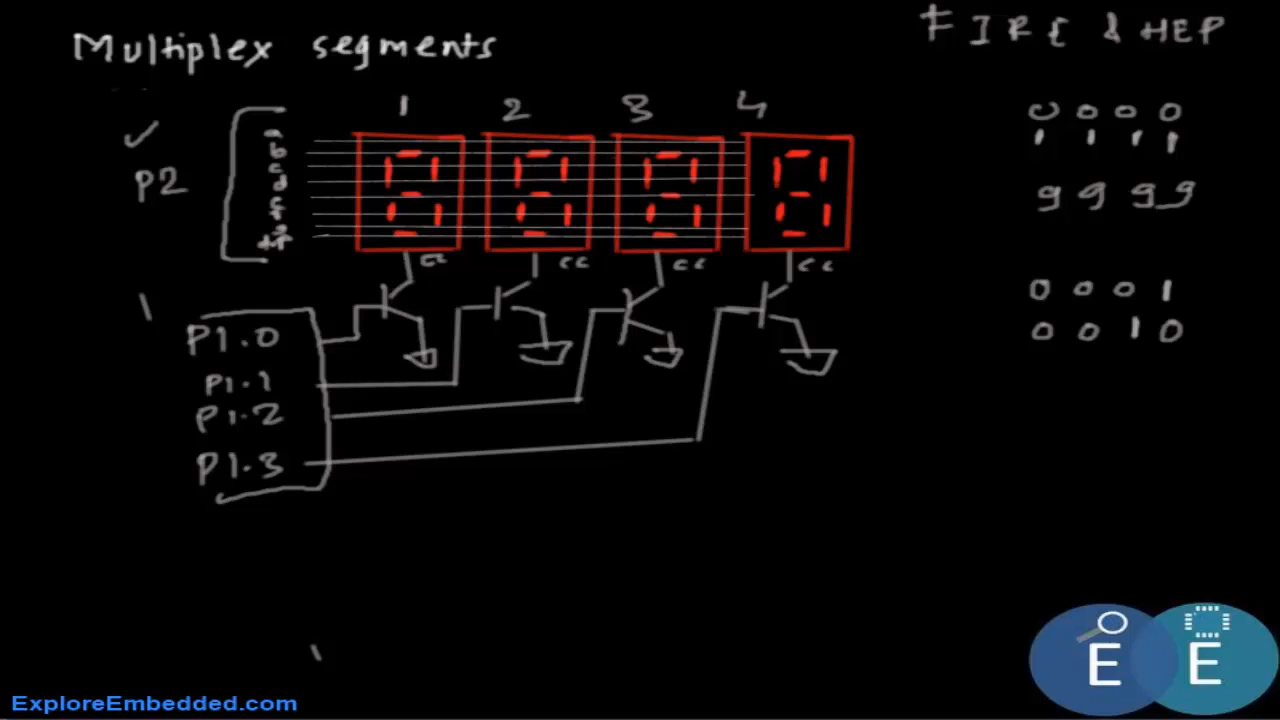 Multiplex segments
FIRE & HEP
1 2 3 4
0 0 0 0
1 1 1 1
P2
a
b
c
d
e
f
g
9 9 9 9
cc cc cc cc
0 0 0 1
0 0 1 0
P1.0
P1.1
P1.2
P1.3
E E
ExploreEmbedded.com